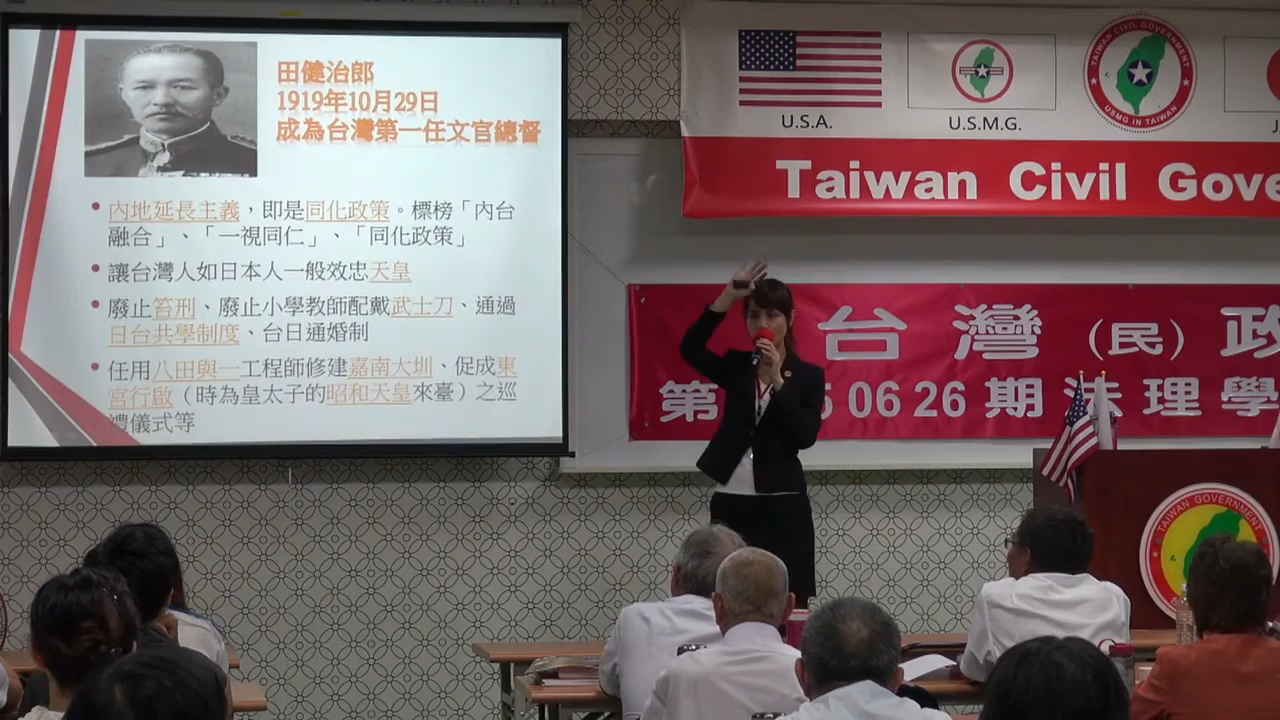 田健治郎
1919年10月29日
成為台灣第一任文官總督
• 內地延長主義，即是同化政策。標榜「內台
融合」、「一視同仁」、「同化政策」
• 讓台灣人如日本人一般效忠天皇
• 廢止笞刑、廢止小學教師配戴武士刀、通過
日台共學制度、台日通婚制
• 任用八田與一工程師修建嘉南大圳、促成東
宮行啟（時為皇太子的昭和天皇來臺）之巡
禮儀式等
U.S.A.
U.S.M.G.
TAIWAN CIVIL GOVERNMENT
USMG IN TAIWAN
J
Taiwan Civil Gove
台灣（民）政
第 5 06 26 期法理學
TAIWAN GOVERNMENT